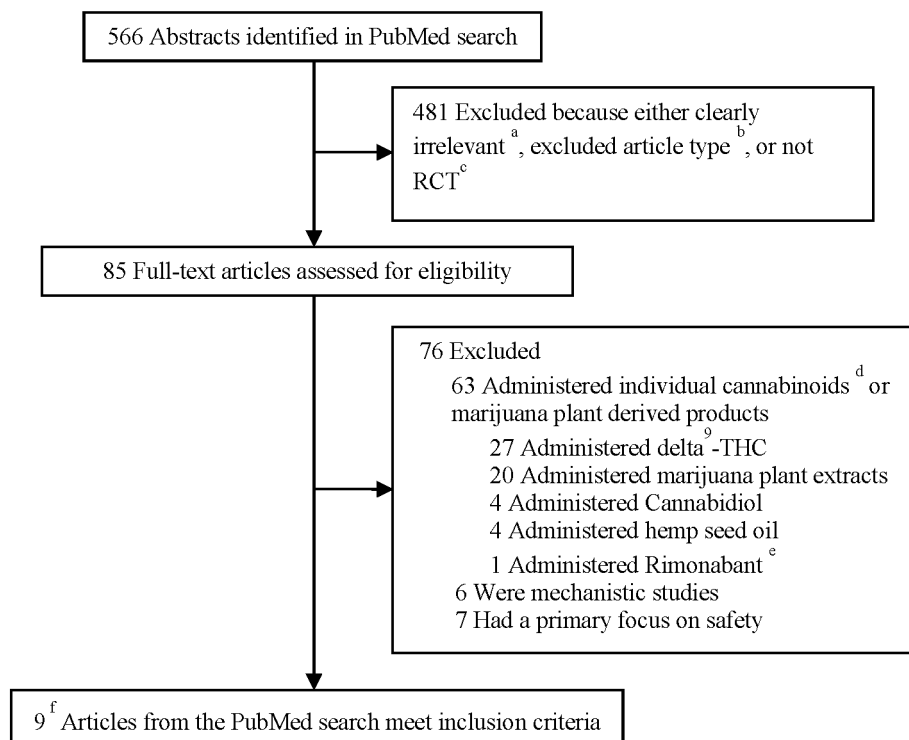 566 Abstracts identified in PubMed search
481 Excluded because either clearly
irrelevant a, excluded article type b, or not
RCT c
85 Full-text articles assessed for eligibility
76 Excluded
63 Administered individual cannabinoids d or
marijuana plant derived products
27 Administered delta9-THC
20 Administered marijuana plant extracts
4 Administered Cannabidiol
4 Administered hemp seed oil
1 Administered Rimonabant e
6 Were mechanistic studies
7 Had a primary focus on safety
9 f Articles from the PubMed search meet inclusion criteria